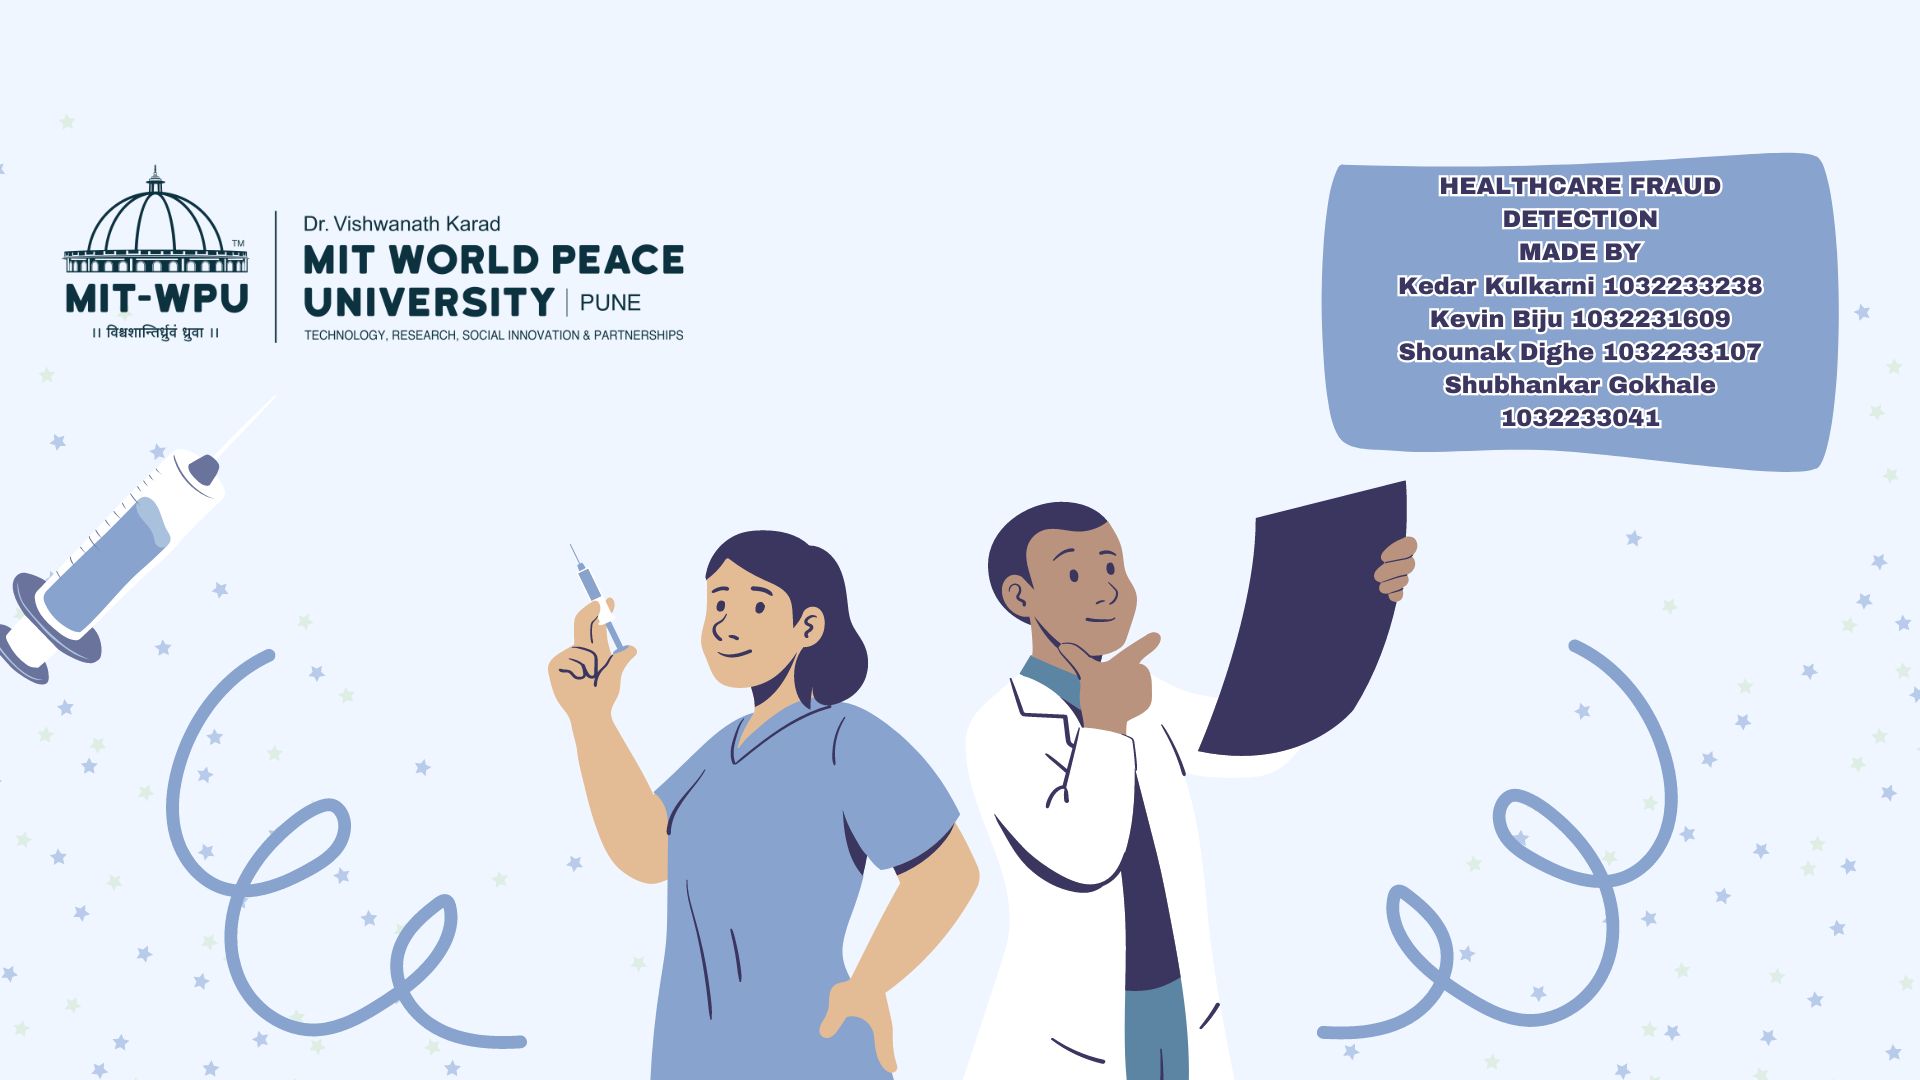 MIT-WPU
।। विश्वशान्तिर्ध्रुवं ध्रुवा ।।
TM
Dr. Vishwanath Karad
MIT WORLD PEACE
UNIVERSITY | PUNE
TECHNOLOGY, RESEARCH, SOCIAL INNOVATION & PARTNERSHIPS
HEALTHCARE FRAUD
DETECTION
MADE BY
Kedar Kulkarni 1032233238
Kevin Biju 1032231609
Shounak Dighe 1032233107
Shubhankar Gokhale
1032233041